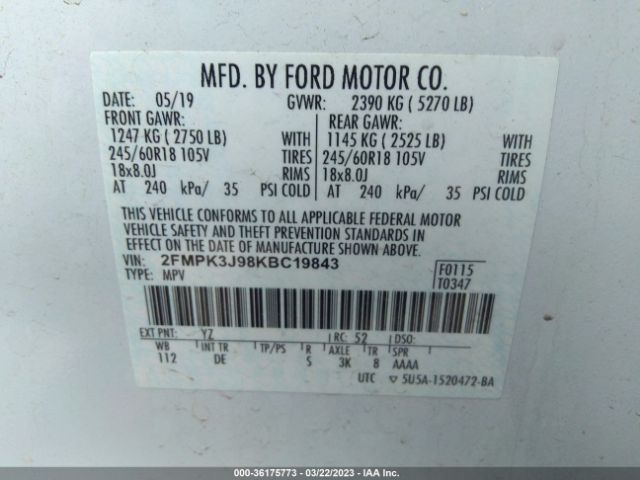 MFD. BY FORD MOTOR CO.
DATE: 05/19 GVWR: 2390 KG ( 5270 LB)
FRONT GAWR: REAR GAWR:
1247 KG ( 2750 LB) WITH 1145 KG ( 2525 LB) WITH
245/60R18 105V TIRES 245/60R18 105V TIRES
18x8.0J RIMS 18x8.0J RIMS
AT 240 kPa/ 35 PSI COLD AT 240 kPa/ 35 PSI COLD
THIS VEHICLE CONFORMS TO ALL APPLICABLE FEDERAL MOTOR
VEHICLE SAFETY AND THEFT PREVENTION STANDARDS IN
EFFECT ON THE DATE OF MANUFACTURE SHOWN ABOVE.
VIN: 2FMPK3J98KBC19843 F0115
TYPE: MPV T0347
EXT PNT: YZ RC: 52 DSO:
WB INT TR TP/PS R AXLE TR SPR
112 DE S 3K 8 AAAA
UTC ▽ 5U5A-1520472-BA
000-36175773 - 03/22/2023 - IAA Inc.